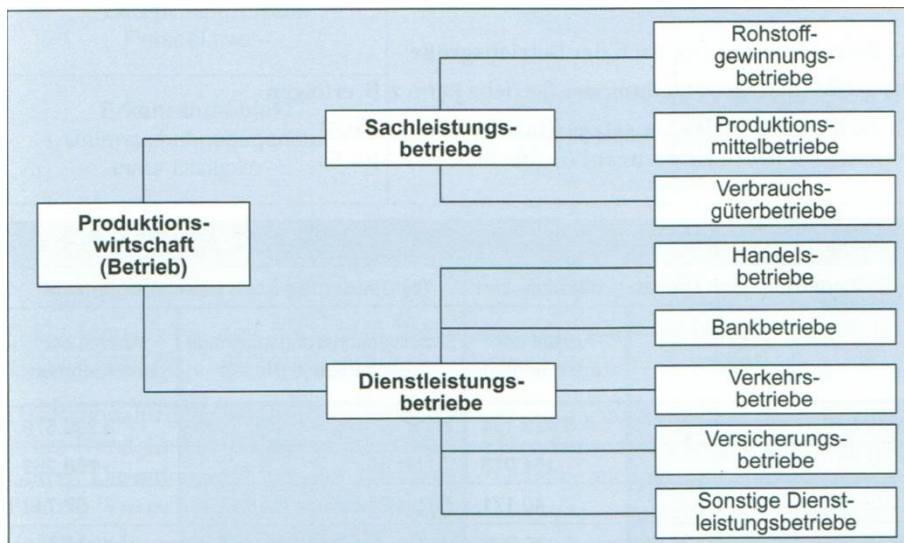 Rohstoff-
gewinnungs-
betriebe
Sachleistungs-
betriebe
Produktions-
mittelbetriebe
Verbrauchs-
güterbetriebe
Produktions-
wirtschaft
(Betrieb)
Handels-
betriebe
Bankbetriebe
Dienstleistungs-
betriebe
Verkehrs-
betriebe
Versicherungs-
betriebe
Sonstige Dienst-
leistungsbetriebe